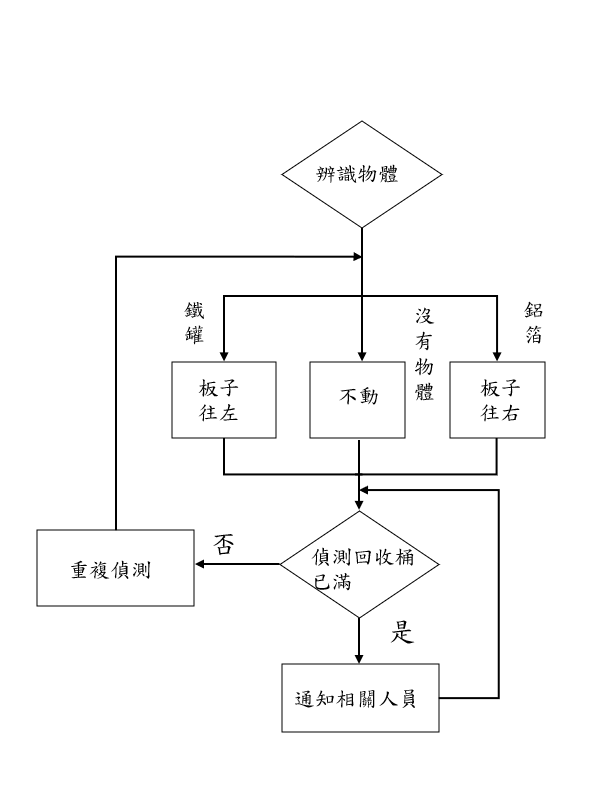 辨識物體
鐵
罐
沒
有
物
體
鋁
箔
板子
往左
不動
板子
往右
否
重複偵測
偵測回收桶
已滿
是
通知相關人員